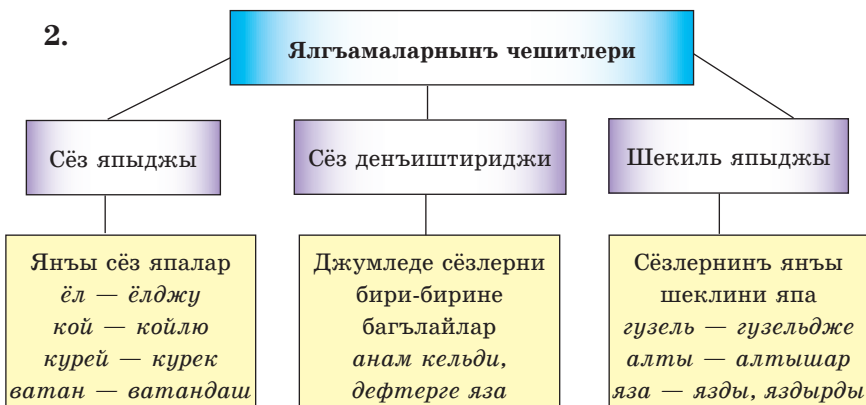 2.
Ялгъамаларнынъ чешитлери
Сёз япыджы
Сёз денъиштириджи
Шекиль япыджы
Янъы сёз япалар
ёл — ёлджу
кой — койлю
курей — курек
ватан — ватандаш
Джумледе сёзлерни
бири-бирине
багълайлар
анам кельди,
дефтерге яза
Сёзлернинъ янъы
шеклини япа
гузель — гузельдже
алты — алтышар
яза — язды, яздырды